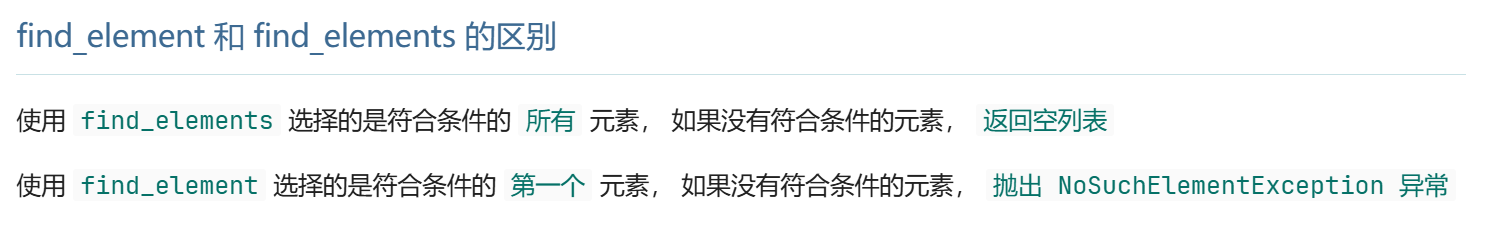 find_element 和 find_elements 的区别
使用 find_elements 选择的是符合条件的 所有 元素， 如果没有符合条件的元素， 返回空列表
使用 find_element 选择的是符合条件的 第一个 元素， 如果没有符合条件的元素， 抛出 NoSuchElementException 异常